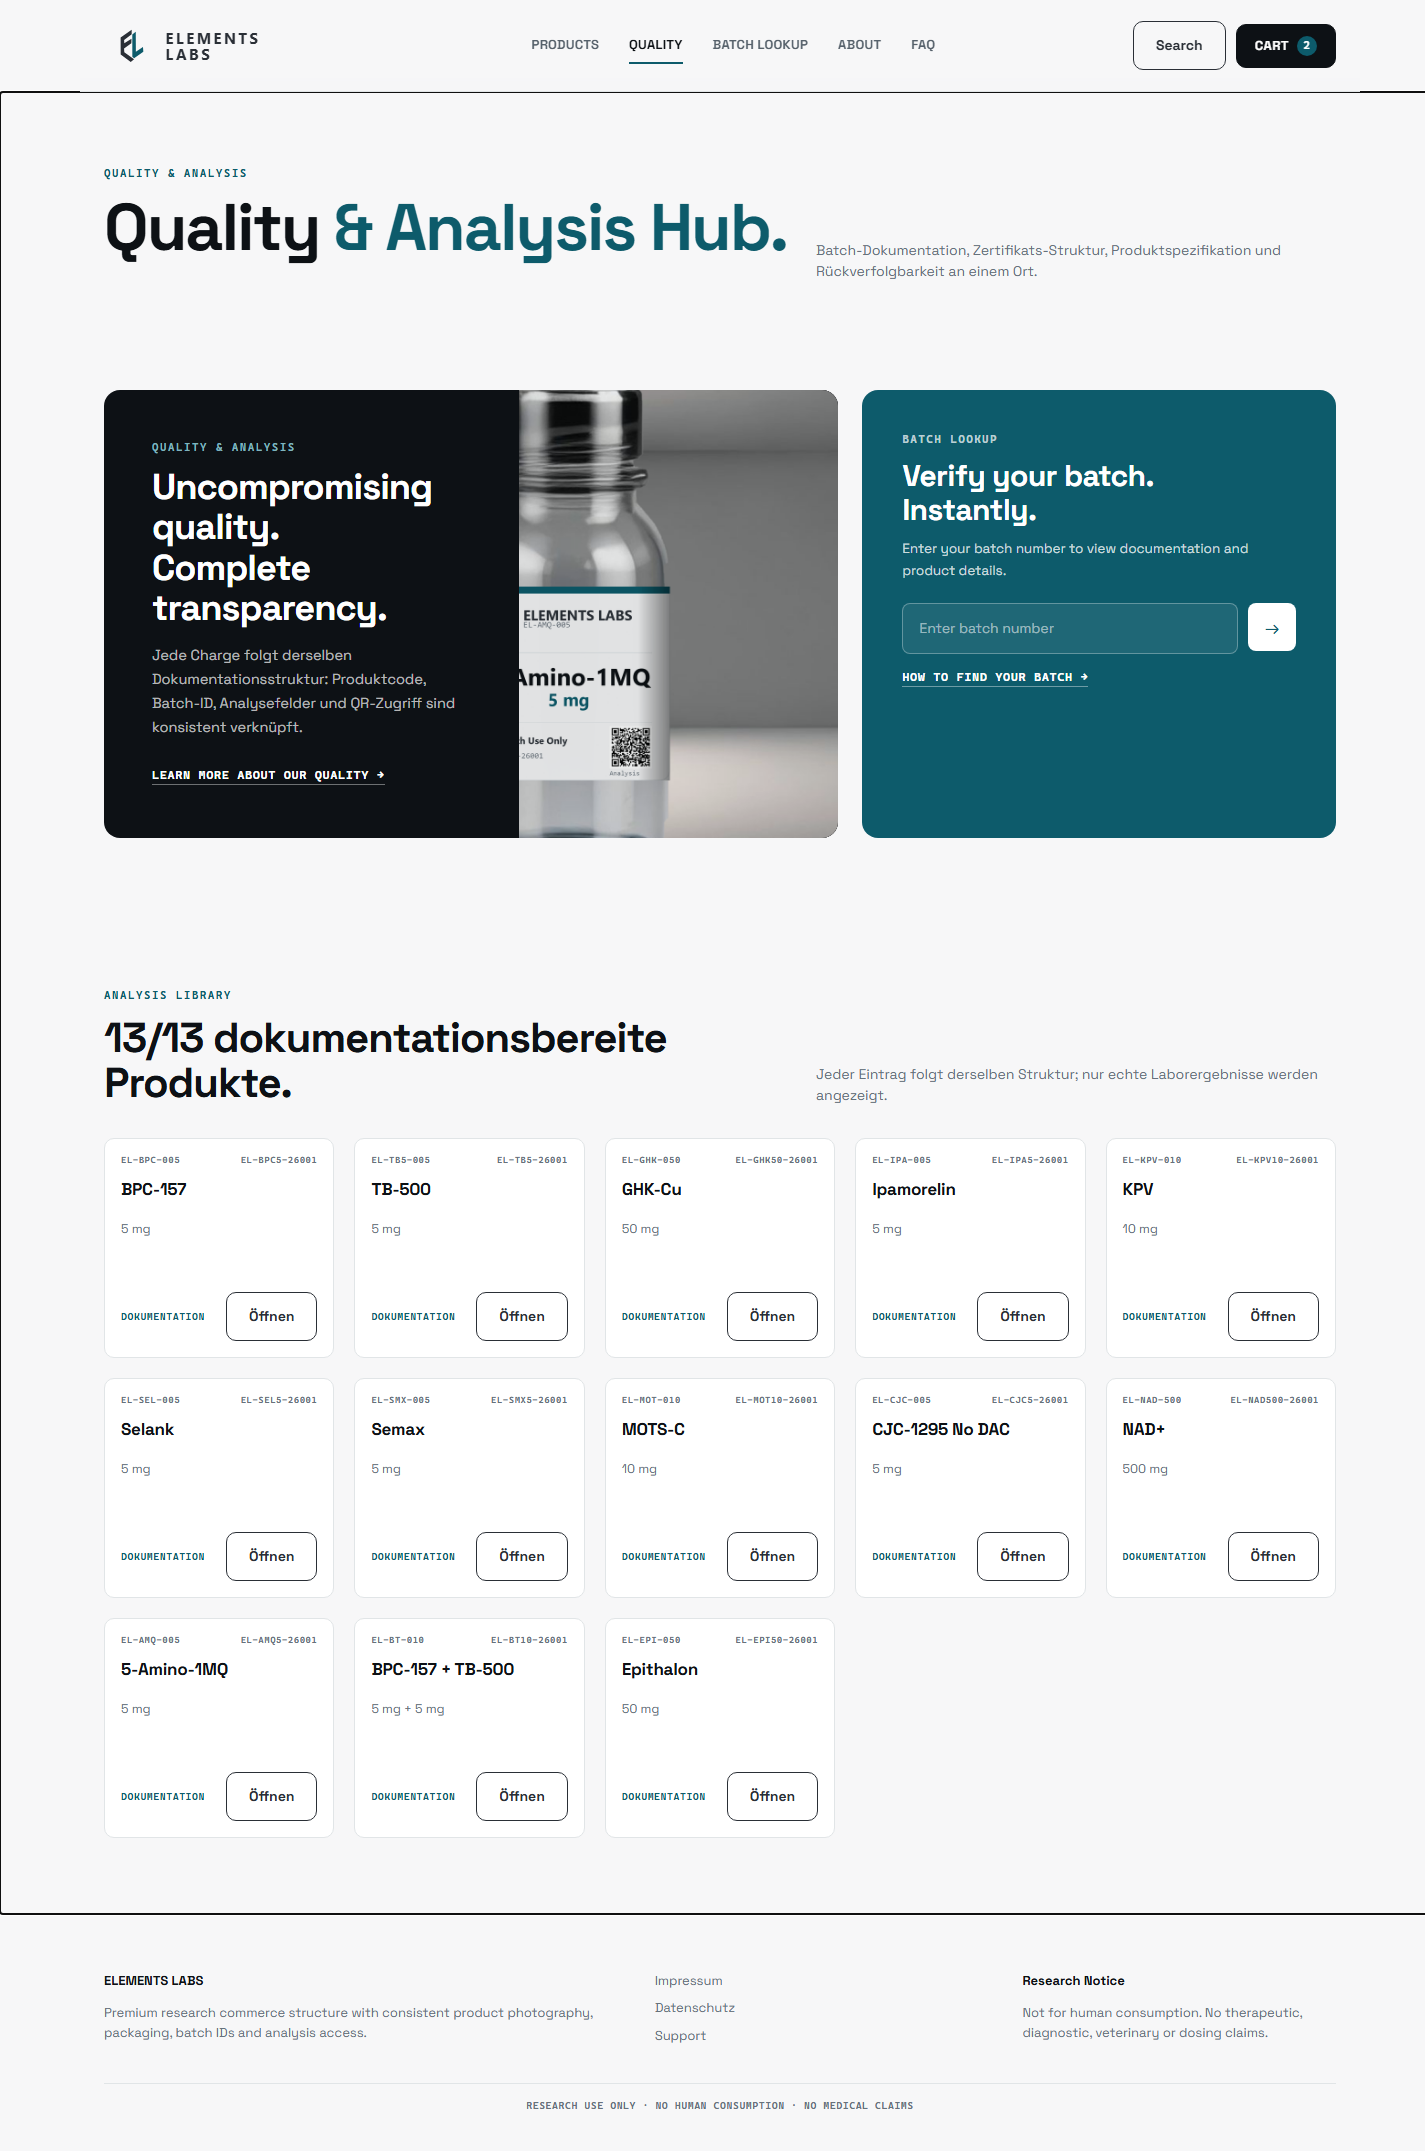 ELEMENTS
LABS
PRODUCTS
QUALITY
BATCH LOOKUP
ABOUT
FAQ
Search
CART 2
QUALITY & ANALYSIS
Quality & Analysis Hub.
Batch-Dokumentation, Zertifikats-Struktur, Produktspezifikation und
Rückverfolgbarkeit an einem Ort.
QUALITY & ANALYSIS
Uncompromising
quality.
Complete
transparency.
Jede Charge folgt derselben
Dokumentationsstruktur: Produktcode,
Batch-ID, Analysefelder und QR-Zugriff sind
konsistent verknüpft.
LEARN MORE ABOUT OUR QUALITY →
ELEMENTS LABS
EL-AMQ-005
Amino-1MQ
5 mg
ch Use Only
-26001
Analysis
BATCH LOOKUP
Verify your batch.
Instantly.
Enter your batch number to view documentation and
product details.
Enter batch number
→
HOW TO FIND YOUR BATCH →
ANALYSIS LIBRARY
13/13 dokumentationsbereite
Produkte.
Jeder Eintrag folgt derselben Struktur; nur echte Laborergebnisse werden
angezeigt.
EL-BPC-005 EL-BPC5-26001
BPC-157
5 mg
DOKUMENTATION Öffnen
EL-TB5-005 EL-TB5-26001
TB-500
5 mg
DOKUMENTATION Öffnen
EL-GHK-050 EL-GHK50-26001
GHK-Cu
50 mg
DOKUMENTATION Öffnen
EL-IPA-005 EL-IPA5-26001
Ipamorelin
5 mg
DOKUMENTATION Öffnen
EL-KPV-010 EL-KPV10-26001
KPV
10 mg
DOKUMENTATION Öffnen
EL-SEL-005 EL-SEL5-26001
Selank
5 mg
DOKUMENTATION Öffnen
EL-SMX-005 EL-SMX5-26001
Semax
5 mg
DOKUMENTATION Öffnen
EL-MOT-010 EL-MOT10-26001
MOTS-C
10 mg
DOKUMENTATION Öffnen
EL-CJC-005 EL-CJC5-26001
CJC-1295 No DAC
5 mg
DOKUMENTATION Öffnen
EL-NAD-500 EL-NAD500-26001
NAD+
500 mg
DOKUMENTATION Öffnen
EL-AMQ-005 EL-AMQ5-26001
5-Amino-1MQ
5 mg
DOKUMENTATION Öffnen
EL-BT-010 EL-BT10-26001
BPC-157 + TB-500
5 mg + 5 mg
DOKUMENTATION Öffnen
EL-EPI-050 EL-EPI50-26001
Epithalon
50 mg
DOKUMENTATION Öffnen
ELEMENTS LABS
Premium research commerce structure with consistent product photography,
packaging, batch IDs and analysis access.
Impressum
Datenschutz
Support
Research Notice
Not for human consumption. No therapeutic,
diagnostic, veterinary or dosing claims.
RESEARCH USE ONLY · NO HUMAN CONSUMPTION · NO MEDICAL CLAIMS